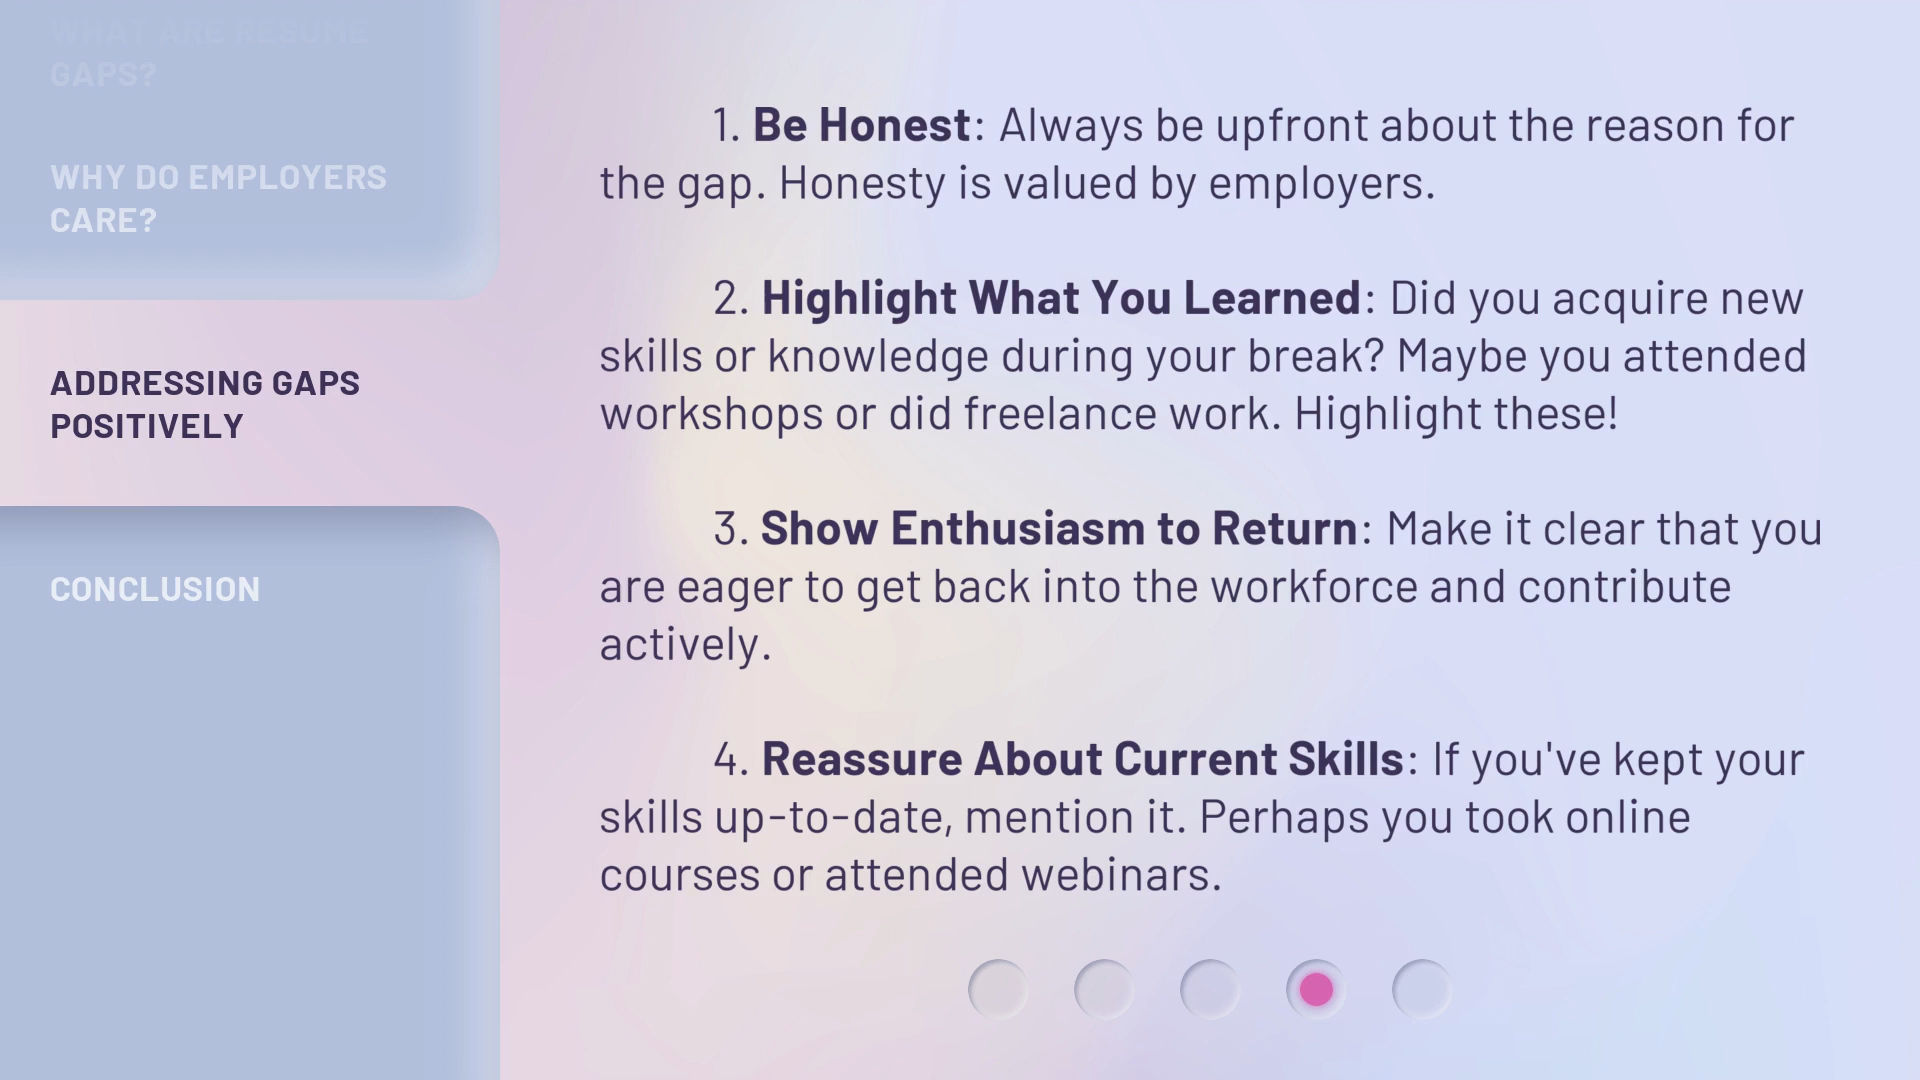 WHAT ARE RESUME
GAPS?
WHY DO EMPLOYERS
CARE?
ADDRESSING GAPS
POSITIVELY
CONCLUSION
1. Be Honest: Always be upfront about the reason for
the gap. Honesty is valued by employers.
2. Highlight What You Learned: Did you acquire new
skills or knowledge during your break? Maybe you attended
workshops or did freelance work. Highlight these!
3. Show Enthusiasm to Return: Make it clear that you
are eager to get back into the workforce and contribute
actively.
4. Reassure About Current Skills: If you've kept your
skills up-to-date, mention it. Perhaps you took online
courses or attended webinars.